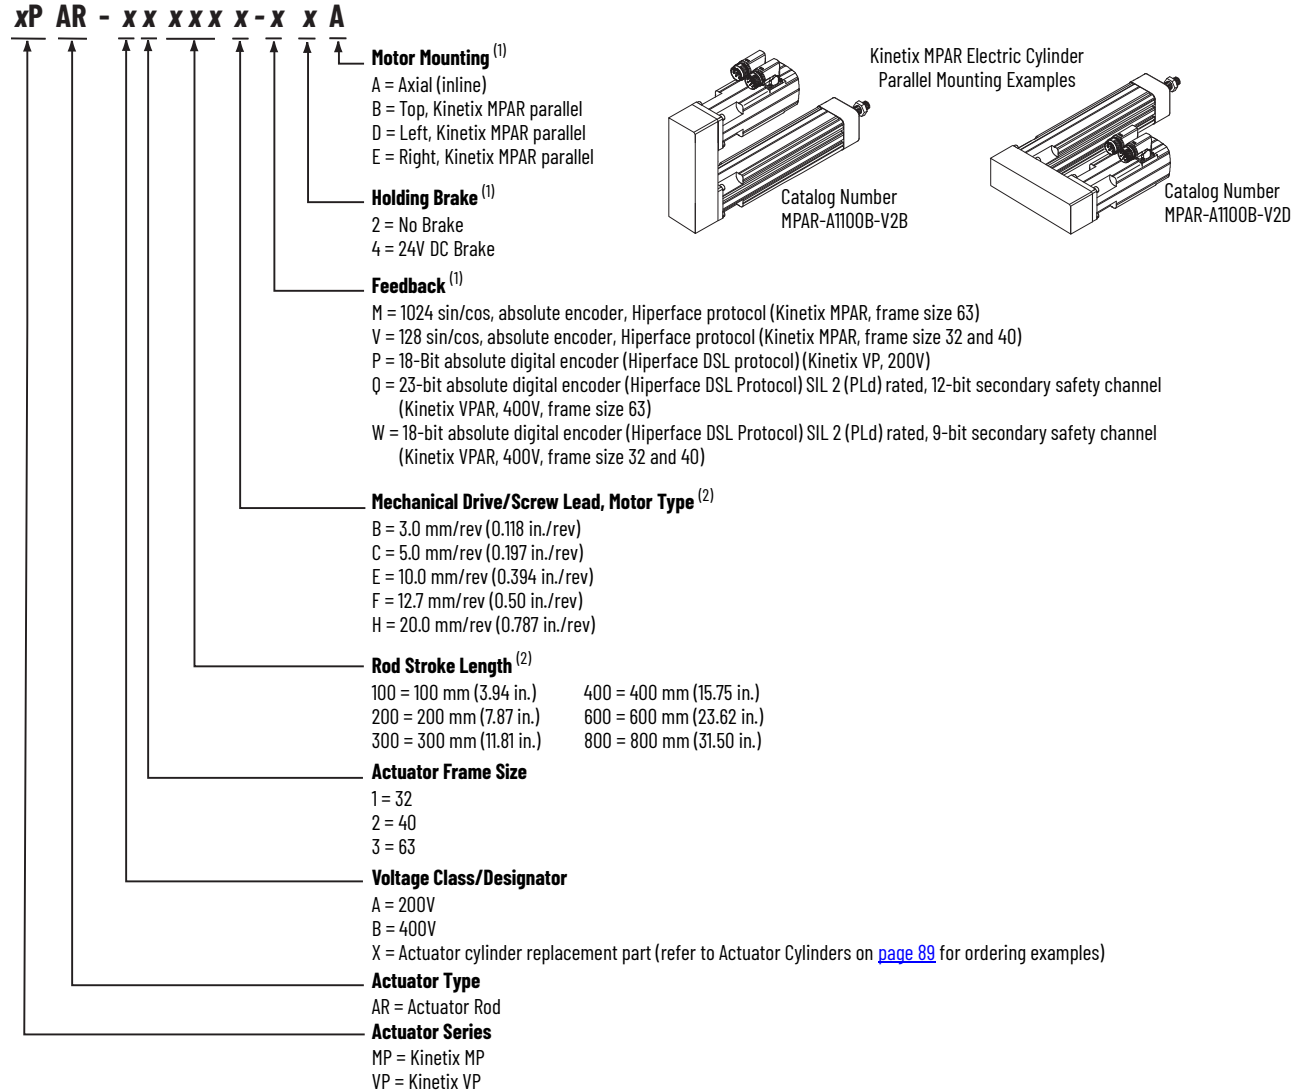 xP AR - x x x x x x - x x A
Motor Mounting (1)
A = Axial (inline)
B = Top, Kinetix MPAR parallel
D = Left, Kinetix MPAR parallel
E = Right, Kinetix MPAR parallel
Kinetix MPAR Electric Cylinder
Parallel Mounting Examples
Catalog Number
MPAR-A1100B-V2B
Catalog Number
MPAR-A1100B-V2D
Holding Brake (1)
2 = No Brake
4 = 24V DC Brake
Feedback (1)
M = 1024 sin/cos, absolute encoder, Hiperface protocol (Kinetix MPAR, frame size 63)
V = 128 sin/cos, absolute encoder, Hiperface protocol (Kinetix MPAR, frame size 32 and 40)
P = 18-Bit absolute digital encoder (Hiperface DSL protocol) (Kinetix VP, 200V)
Q = 23-bit absolute digital encoder (Hiperface DSL Protocol) SIL 2 (PLd) rated, 12-bit secondary safety channel
(Kinetix VPAR, 400V, frame size 63)
W = 18-bit absolute digital encoder (Hiperface DSL Protocol) SIL 2 (PLd) rated, 9-bit secondary safety channel
(Kinetix VPAR, 400V, frame size 32 and 40)
Mechanical Drive/Screw Lead, Motor Type (2)
B = 3.0 mm/rev (0.118 in./rev)
C = 5.0 mm/rev (0.197 in./rev)
E = 10.0 mm/rev (0.394 in./rev)
F = 12.7 mm/rev (0.50 in./rev)
H = 20.0 mm/rev (0.787 in./rev)
Rod Stroke Length (2)
100 = 100 mm (3.94 in.) 400 = 400 mm (15.75 in.)
200 = 200 mm (7.87 in.) 600 = 600 mm (23.62 in.)
300 = 300 mm (11.81 in.) 800 = 800 mm (31.50 in.)
Actuator Frame Size
1 = 32
2 = 40
3 = 63
Voltage Class/Designator
A = 200V
B = 400V
X = Actuator cylinder replacement part (refer to Actuator Cylinders on page 89 for ordering examples)
Actuator Type
AR = Actuator Rod
Actuator Series
MP = Kinetix MP
VP = Kinetix VP